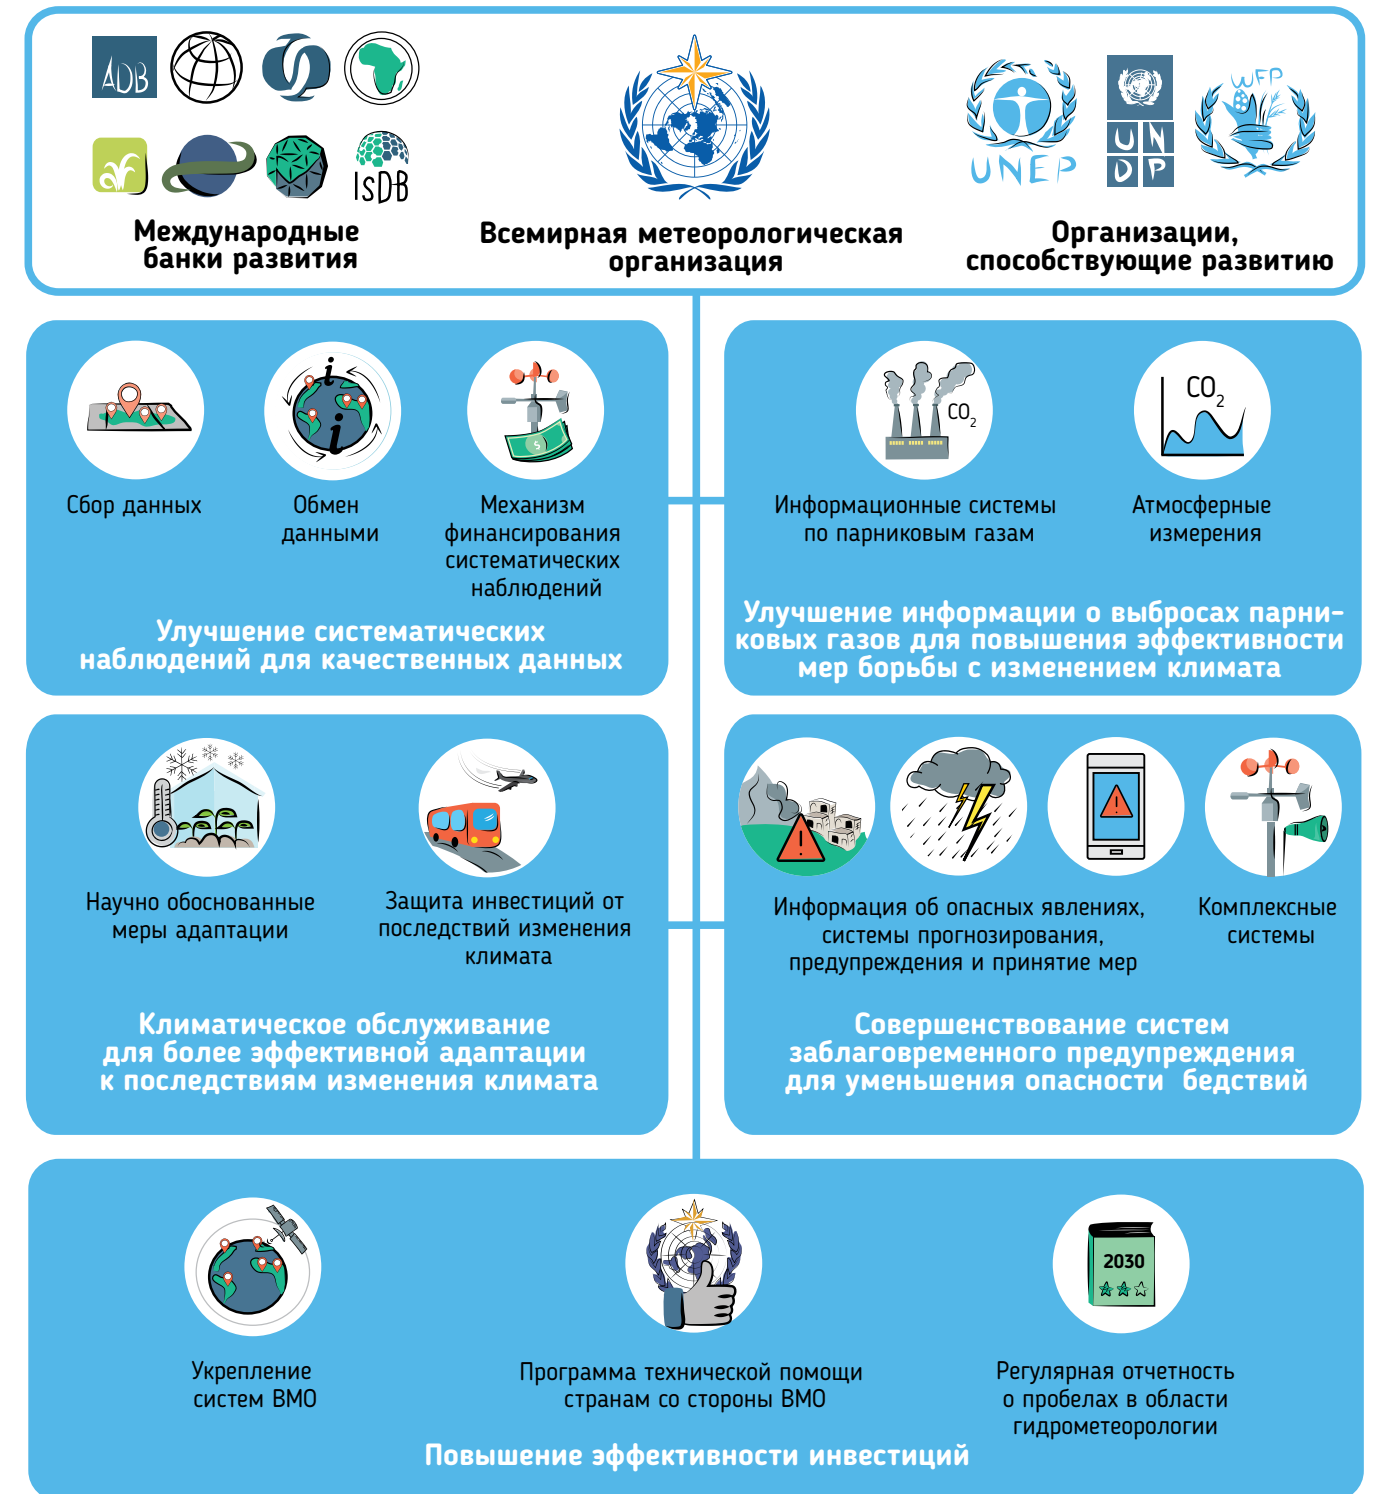 ADB
IsDB
UNEP
UN
DP
WFP
Международные
банки развития
Всемирная метеорологическая
организация
Организации,
способствующие развитию
i
i
$
Сбор данных
Обмен
данными
Механизм
финансирования
систематических
наблюдений
Улучшение систематических
наблюдений для качественных данных
CO2
CO2
Информационные системы
по парниковым газам
Атмосферные
измерения
Улучшение информации о выбросах парни-
ковых газов для повышения эффективности
мер борьбы с изменением климата
Научно обоснованные
меры адаптации
Защита инвестиций от
последствий изменения
климата
Климатическое обслуживание
для более эффективной адаптации
к последствиям изменения климата
!
!
Информация об опасных явлениях,
системы прогнозирования,
предупреждения и принятие мер
Комплексные
системы
Совершенствование систем
заблаговременного предупреждения
для уменьшения опасности бедствий
2030
Укрепление
систем ВМО
Программа технической помощи
странам со стороны ВМО
Регулярная отчетность
о пробелах в области
гидрометеорологии
Повышение эффективности инвестиций